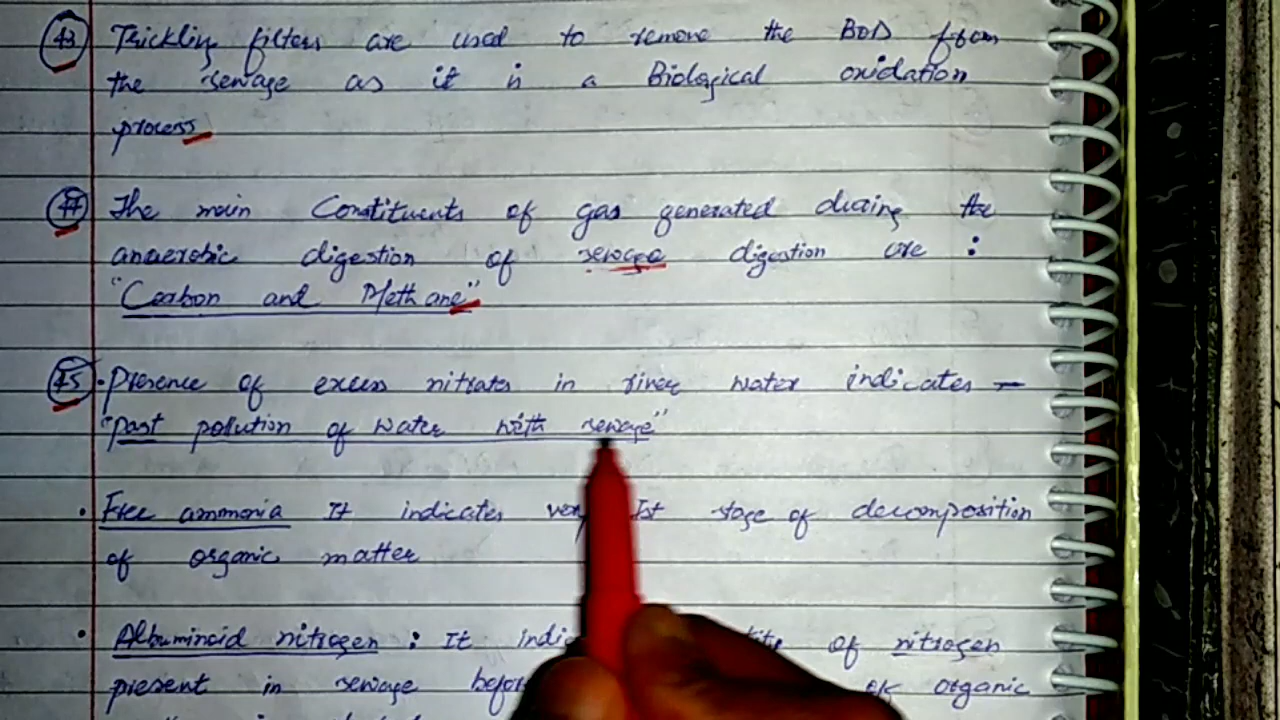 43 Trickling filters are used to remove the BOD from
the sewage as it is a Biological oxidation
process
44 The main Constituents of gas generated during the
anaerobic digestion of sewage digestion are :
"Carbon and Methane"
45 • Presence of excess nitrates in river water indicates –
"past pollution of water with sewage"
• Free ammonia It indicates very Ist stage of decomposition
of organic matter
• Albuminoid nitrogen : It of nitrogen
present in sewage of organic